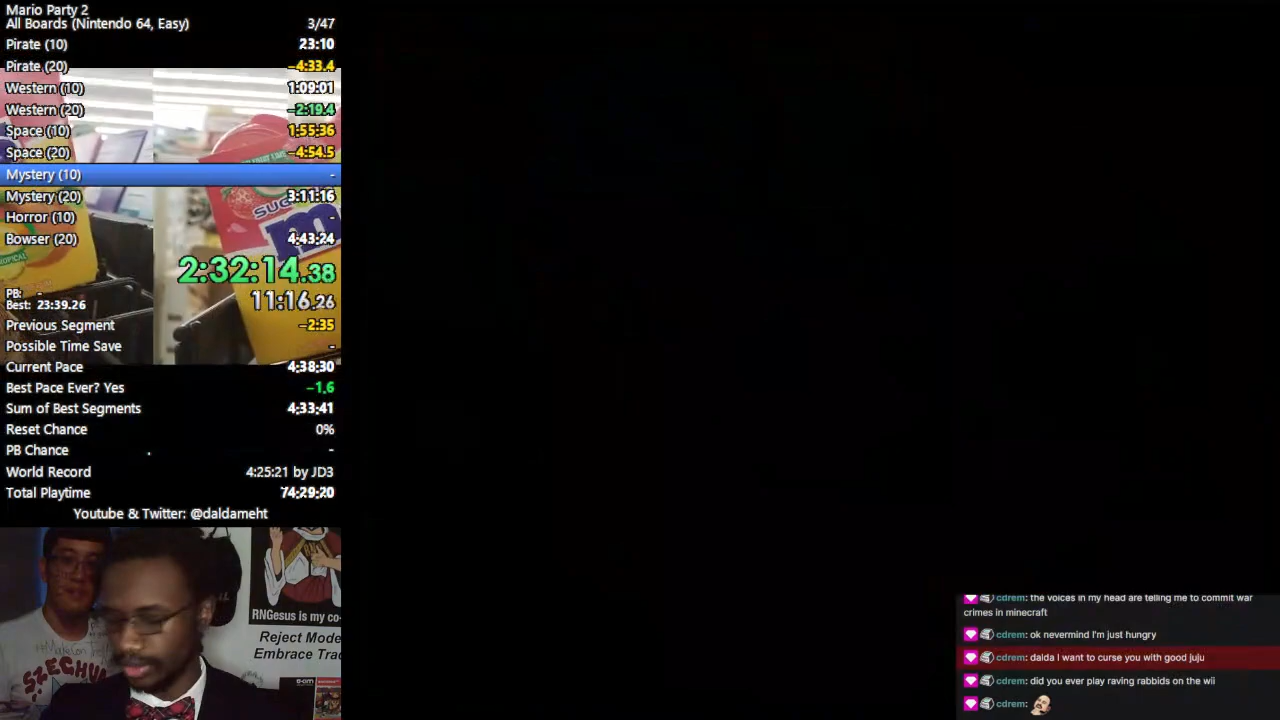 Mario Party 2
All Boards (Nintendo 64, Easy) 3/47
Pirate (10) 23:10
Pirate (20) -4:33.4
Western (10) 1:09:01
Western (20) -2:19.4
Space (10) 1:55:36
Space (20) -4:54.5
Mystery (10) -
Mystery (20) 3:11:16
Horror (10) -
Bowser (20) 4:43:24
2:32:14.38
PB: -
11:16.26
Best: 23:39.26
Previous Segment -2:35
Possible Time Save -
Current Pace 4:38:30
Best Pace Ever? Yes -1.6
Sum of Best Segments 4:33:41
Reset Chance 0%
PB Chance -
World Record 4:25:21 by JD3
Total Playtime 74:29:20
Youtube & Twitter: @daldameht
RNGesus is my co-
Reject Mode
Embrace Tra
cdrem: the voices in my head are telling me to commit war
crimes in minecraft
cdrem: ok nevermind I'm just hungry
cdrem: dalda I want to curse you with good juju
cdrem: did you ever play raving rabbids on the wii
cdrem: